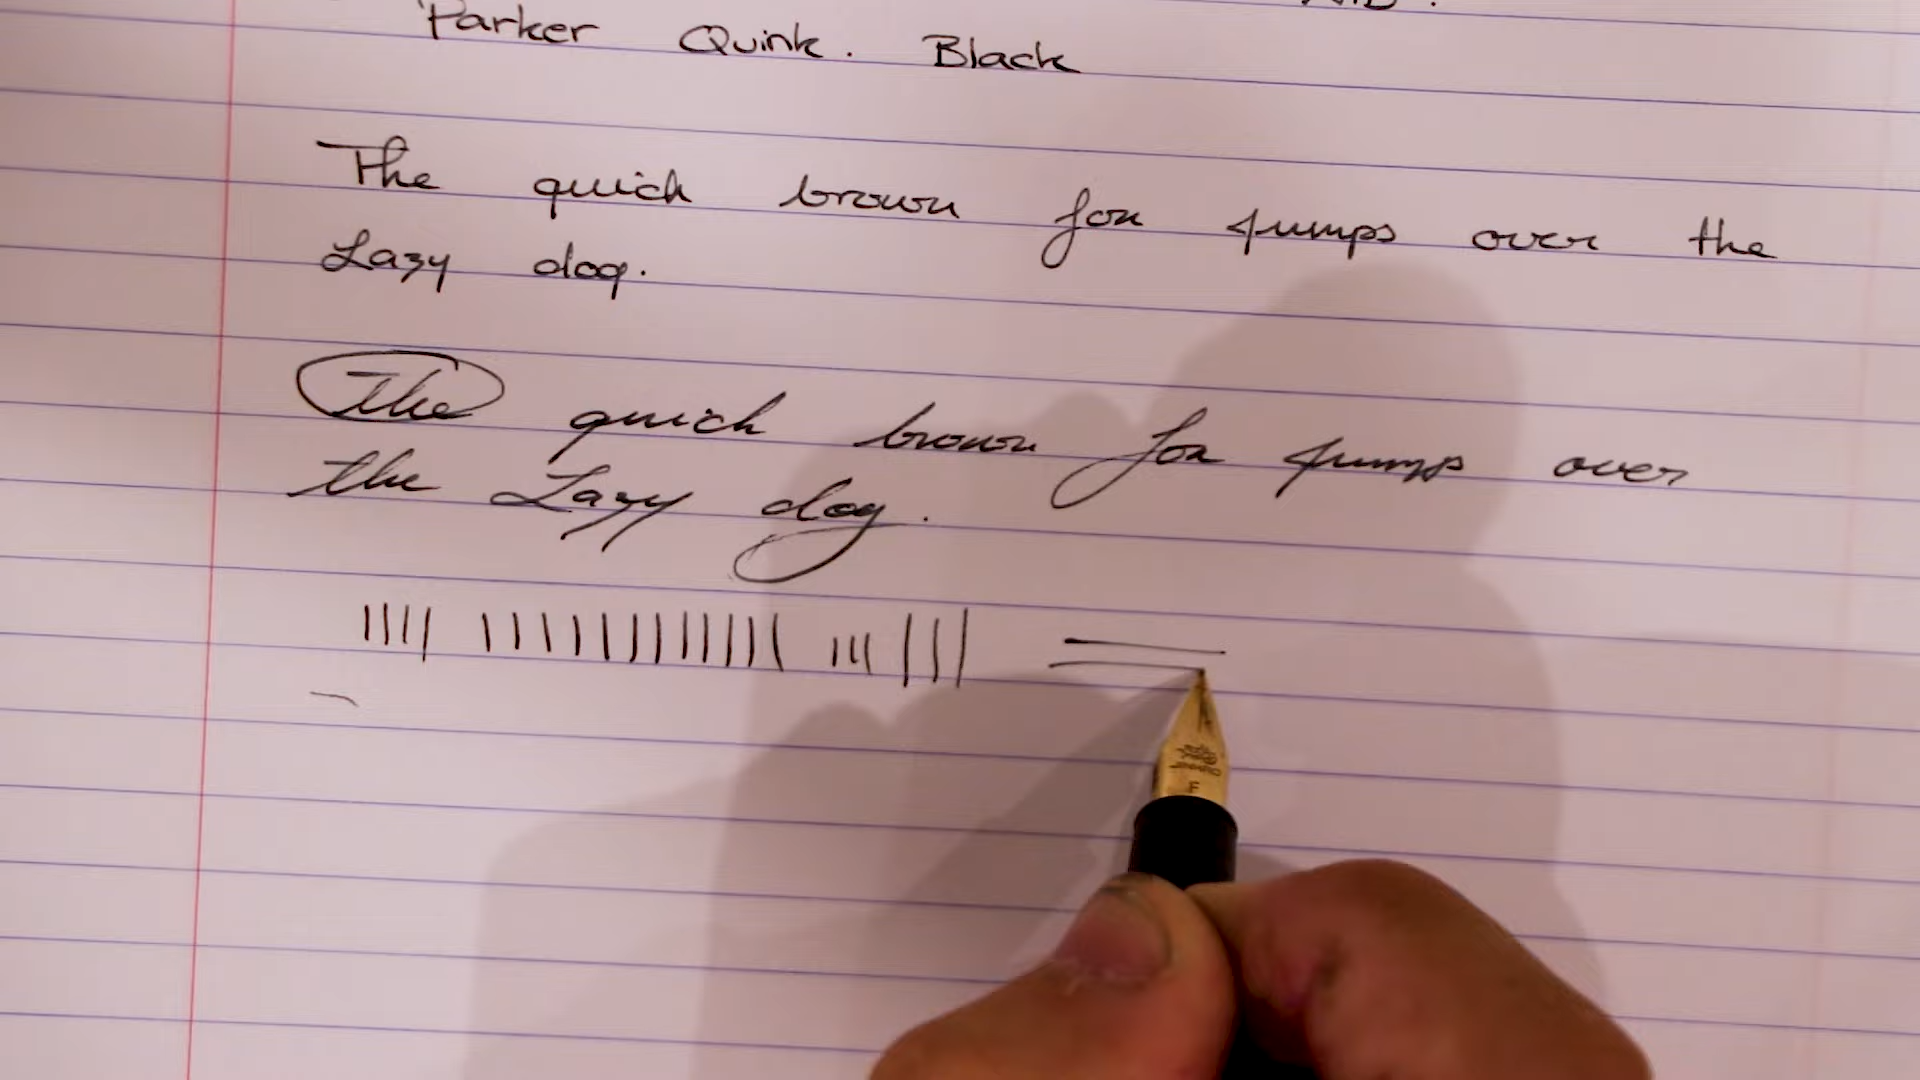 Parker Quink. Black
The quick brown fox jumps over the
Lazy dog.
The quick brown fox jumps over
the Lazy dog.
F